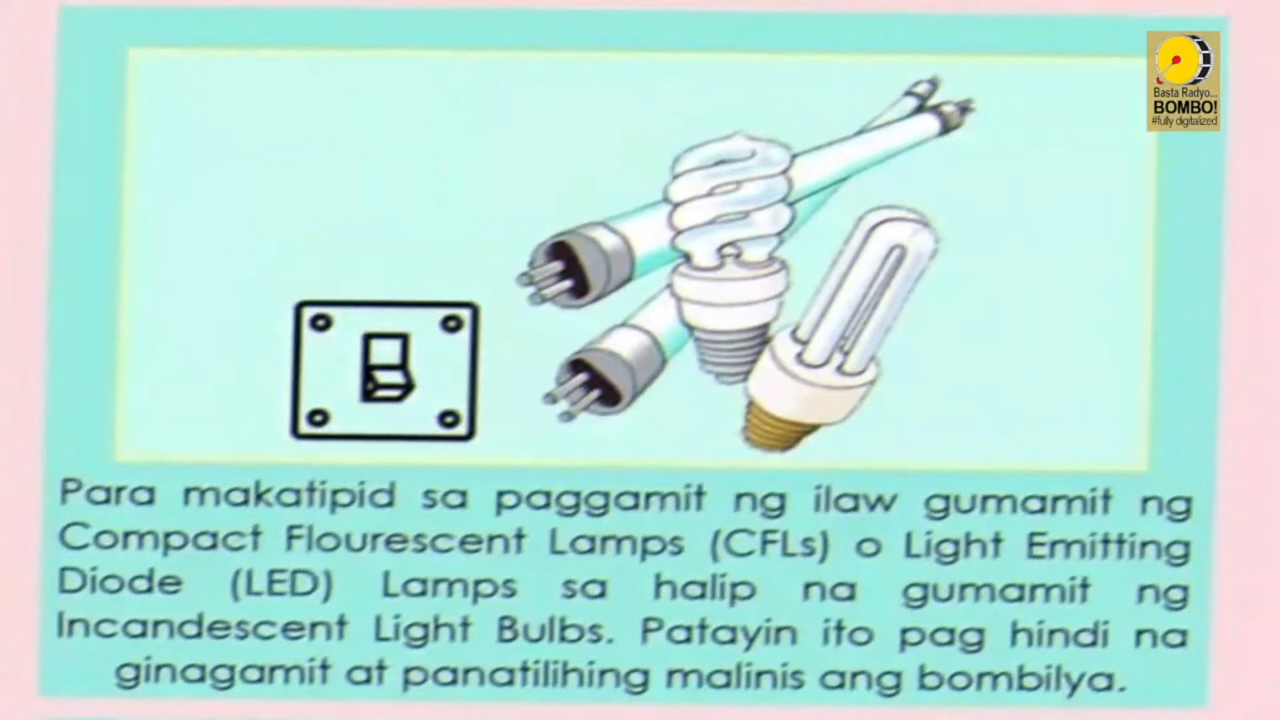 Basta Radyo...
BOMBO!
#fully digitalized
Para makatipid sa paggamit ng ilaw gumamit ng
Compact Flourescent Lamps (CFLs) o Light Emitting
Diode (LED) Lamps sa halip na gumamit ng
Incandescent Light Bulbs. Patayin ito pag hindi na
ginagamit at panatilihing malinis ang bombilya.